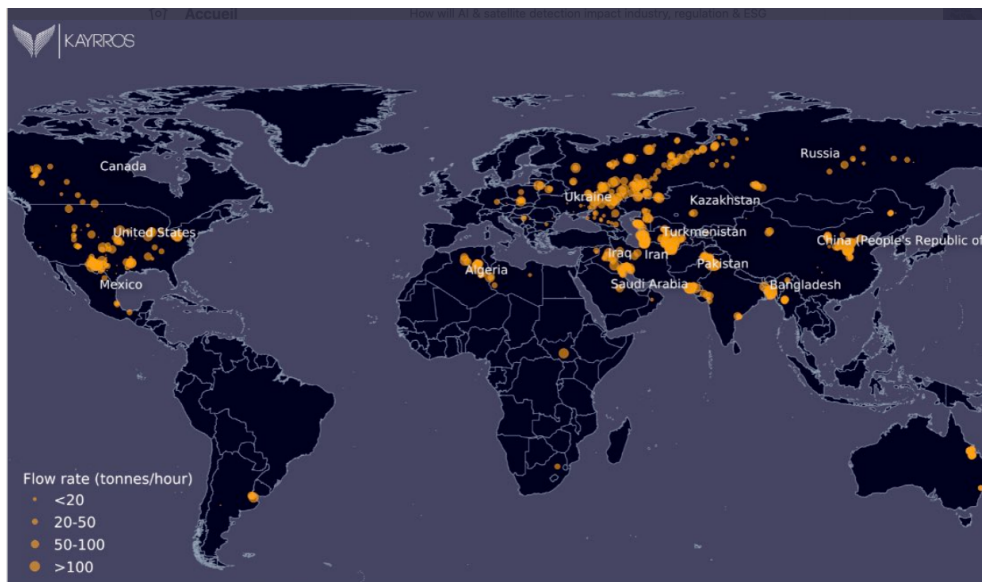 Accueil
How will AI & satellite detection impact industry, regulation & ESG
KAYRROS
Canada
Russia
Ukraine
Kazakhstan
United States
Turkmenistan
China (People's Republic of
Iraq
Iran
Pakistan
Algeria
Mexico
Saudi Arabia
Bangladesh
Flow rate (tonnes/hour)
<20
20-50
50-100
>100